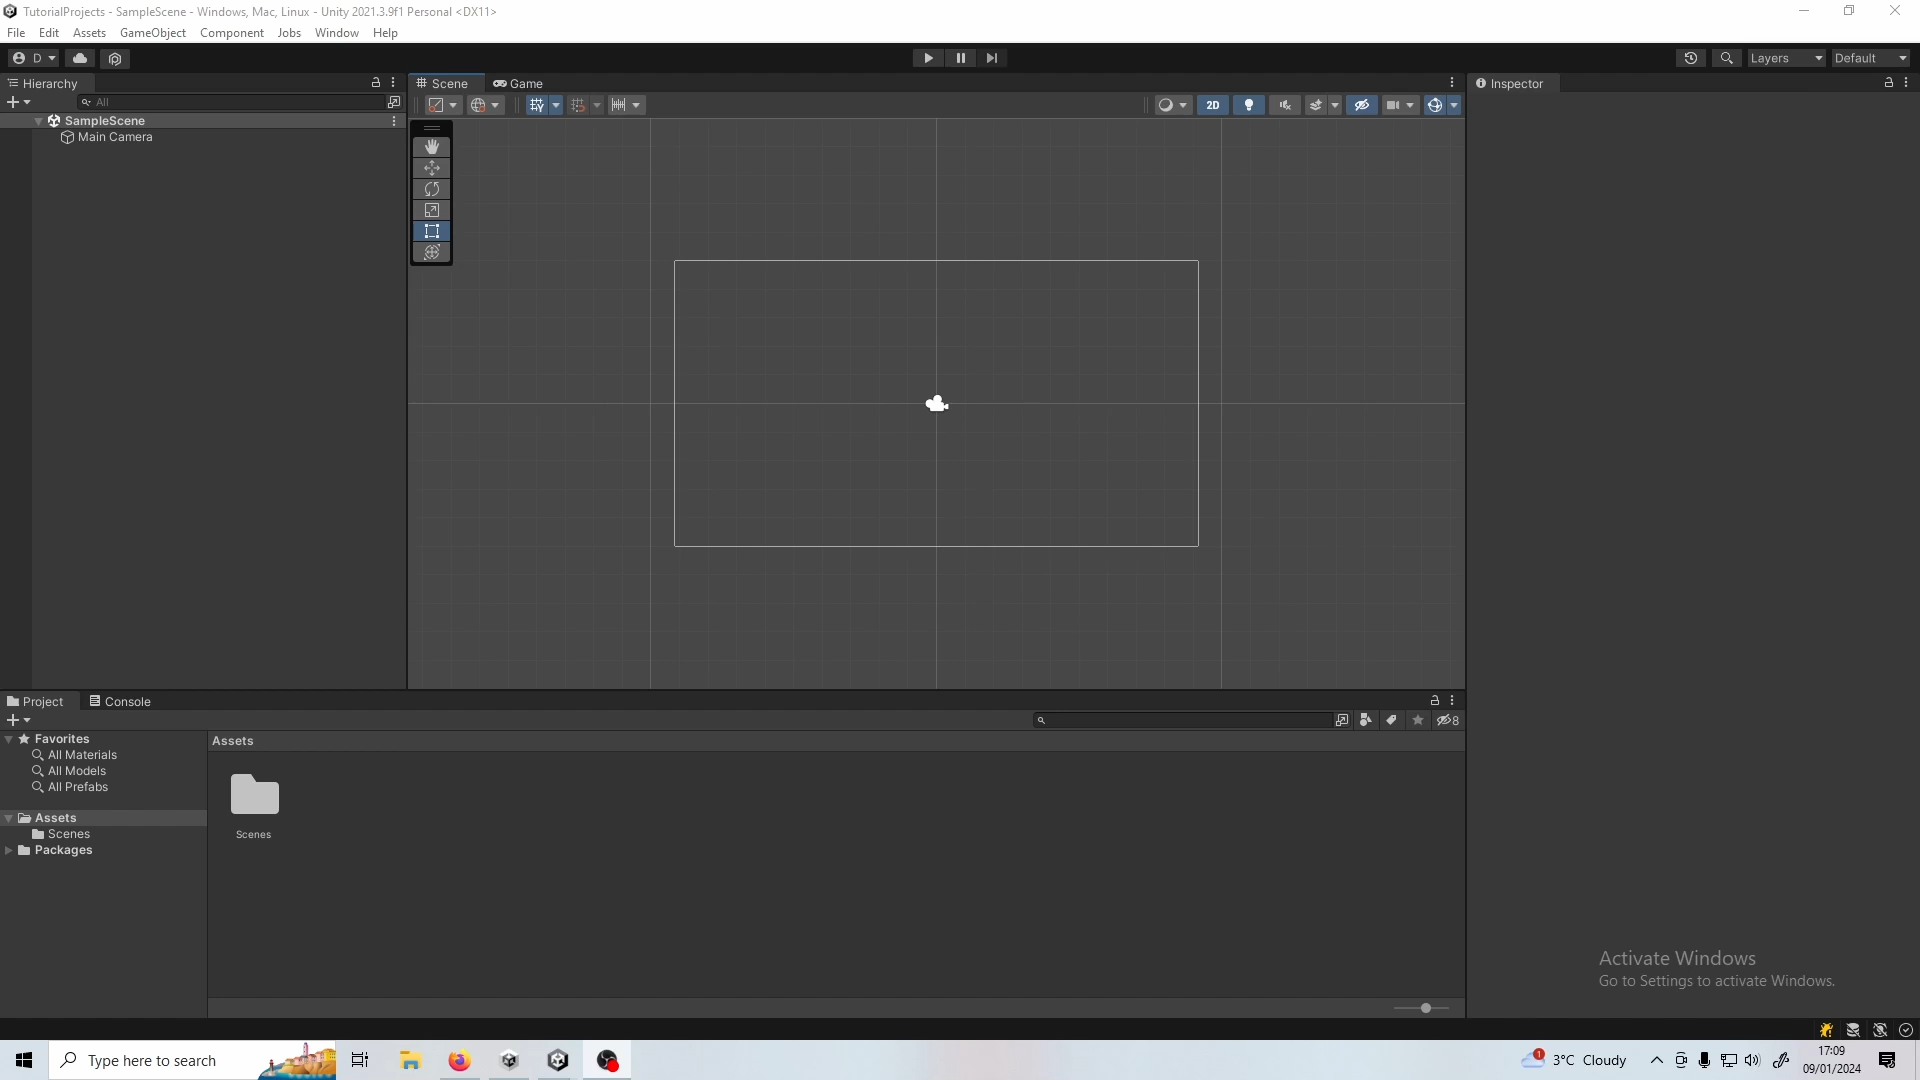 TutorialProjects - SampleScene - Windows, Mac, Linux - Unity 2021.3.9f1 Personal <DX11>
File Edit Assets GameObject Component Jobs Window Help
D Layers Default
Hierarchy Scene Game Inspector
All 2D
SampleScene
Main Camera
Project Console
8
Favorites Assets
All Materials
All Models
All Prefabs
Assets
Scenes Scenes
Packages
Activate Windows
Go to Settings to activate Windows.
Type here to search 1 3°C Cloudy 17:09
09/01/2024